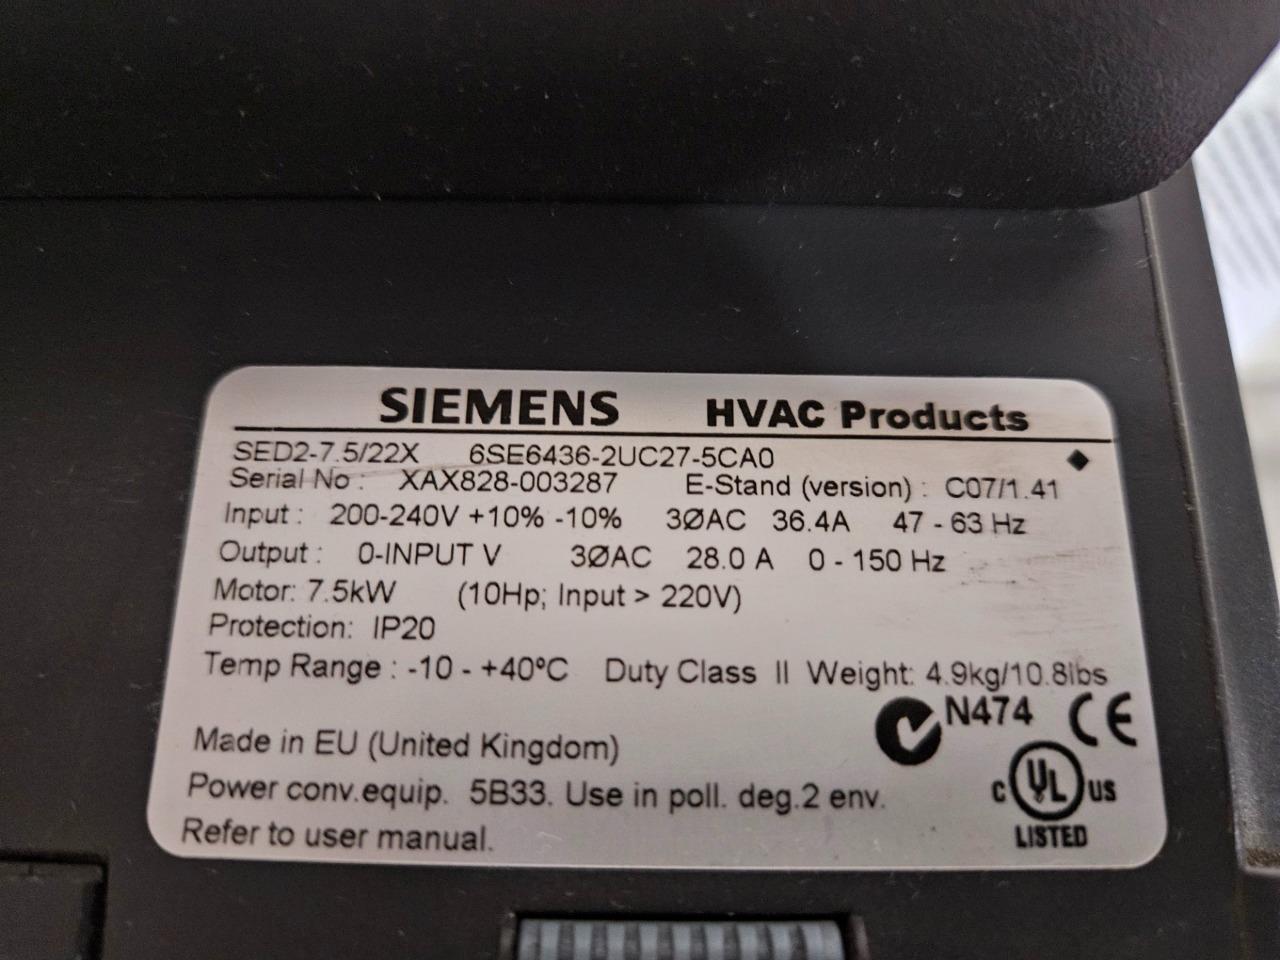 SIEMENS HVAC Products
SED2-7.5/22X 6SE6436-2UC27-5CA0
Serial No : XAX828-003287 E-Stand (version) : C07/1.41
Input : 200-240V +10% -10% 3ØAC 36.4A 47 - 63 Hz
Output : 0-INPUT V 3ØAC 28.0 A 0 - 150 Hz
Motor: 7.5kW (10Hp; Input > 220V)
Protection: IP20
Temp Range : -10 - +40ºC Duty Class II Weight: 4.9kg/10.8lbs
N474 CE
Made in EU (United Kingdom)
Power conv.equip. 5B33. Use in poll. deg.2 env.
C UL US
Refer to user manual.
LISTED